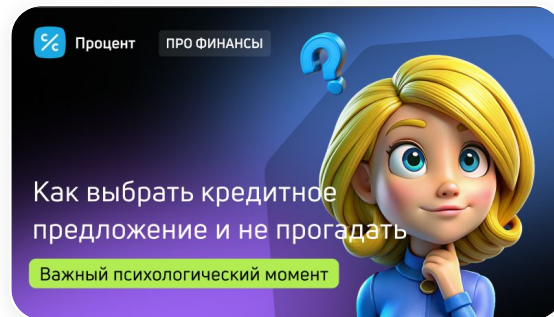 Процент
ПРО ФИНАНСЫ
Как выбрать кредитное
предложение и не прогадать
Важный психологический момент